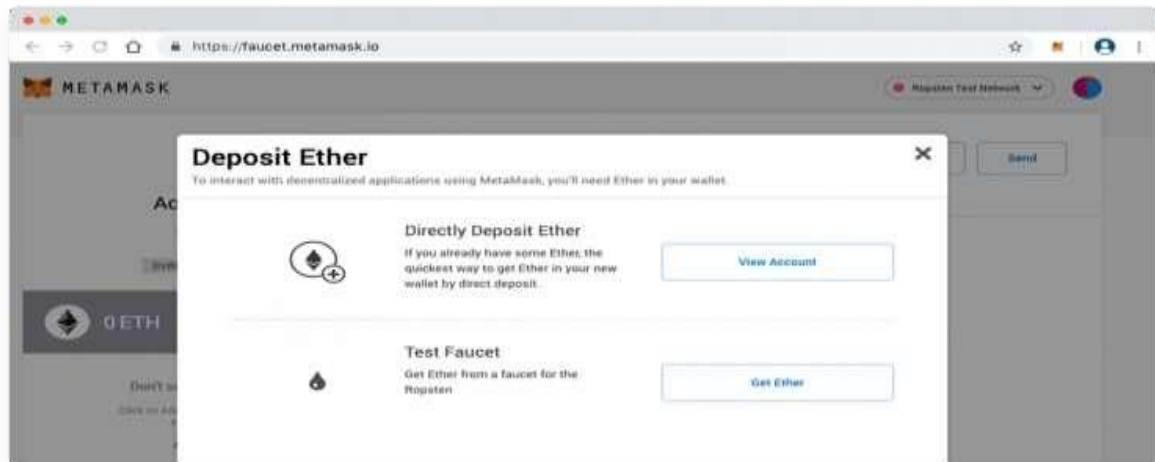 https://faucet.metamask.io
METAMASK
Ropsten Test Network
Deposit Ether
To interact with decentralized applications using MetaMask, you'll need Ether in your wallet.
Send
Ac
Directly Deposit Ether
If you already have some Ether, the
quickest way to get Ether in your new
wallet by direct deposit.
View Account
0 ETH
Test Faucet
Get Ether from a faucet for the
Ropsten
Get Ether
Don't s